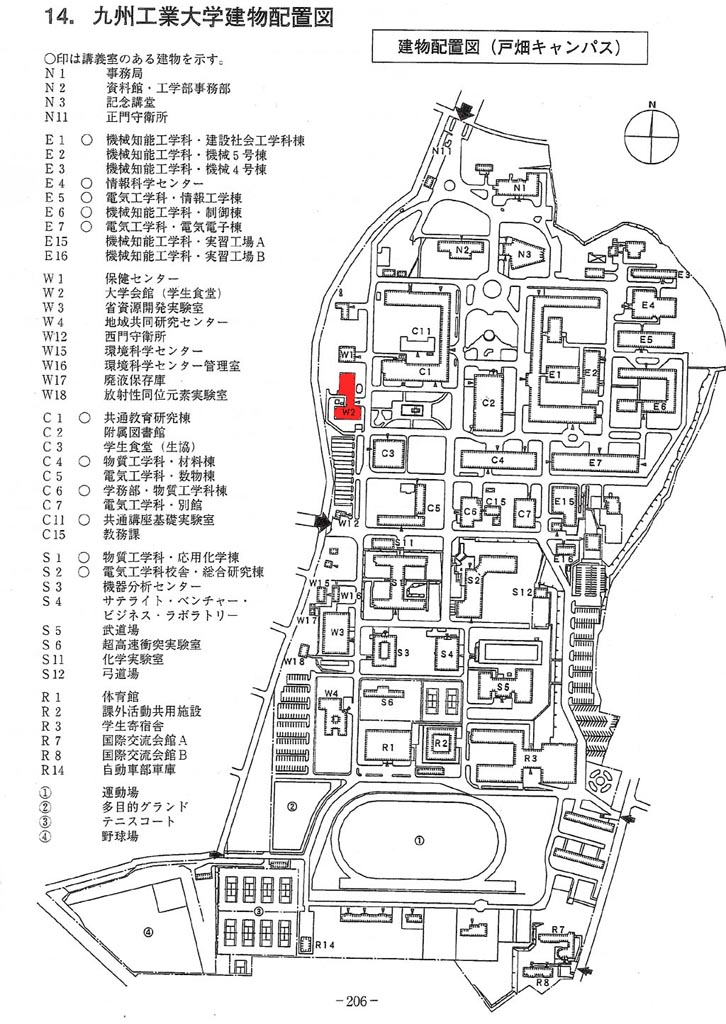 14. 九州工業大学建物配置図
建物配置図(戸畑キャンパス)
○印は講義室のある建物を示す。
N 1 事務局
N 2 資料館・工学部事務部
N 3 記念講堂
N11 正門守衛所
E 1 ○ 機械知能工学科・建設社会工学科棟
E 2 機械知能工学科・機械5号棟
E 3 機械知能工学科・機械4号棟
E 4 ○ 情報科学センター
E 5 ○ 電気工学科・情報工学棟
E 6 ○ 機械知能工学科・制御棟
E 7 ○ 電気工学科・電気電子棟
E15 機械知能工学科・実習工場A
E16 機械知能工学科・実習工場B
W 1 保健センター
W 2 大学会館(学生食堂)
W 3 省資源開発実験室
W 4 地域共同研究センター
W12 西門守衛所
W15 環境科学センター
W16 環境科学センター管理室
W17 廃液保存庫
W18 放射性同位元素実験室
C 1 ○ 共通教育研究棟
C 2 附属図書館
C 3 学生食堂(生協)
C 4 ○ 物質工学科・材料棟
C 5 電気工学科・数物棟
C 6 ○ 学務部・物質工学科棟
C 7 電気工学科・別館
C11 ○ 共通講座基礎実験室
C15 教務課
S 1 ○ 物質工学科・応用化学棟
S 2 ○ 電気工学科校舎・総合研究棟
S 3 機器分析センター
S 4 サテライト・ベンチャー・
ビジネス・ラボラトリー
S 5 武道場
S 6 超高速衝突実験室
S11 化学実験室
S12 弓道場
R 1 体育館
R 2 課外活動共用施設
R 3 学生寄宿舎
R 7 国際交流会館A
R 8 国際交流会館B
R14 自動車部車庫
① 運動場
② 多目的グランド
③ テニスコート
④ 野球場
N
N11
N1
N2
N3
E3
E4
C11
E5
W1
C1
E1
E2
W2
C2
E6
C3
C4
E7
C5
C6
C15
C7
E15
W12
S11
E16
W15
W16
S1
S2
S12
W17
W3
S3
S4
W18
S5
W4
S6
R1
R2
R3
②
①
③
④
R14
R7
R8
-206-